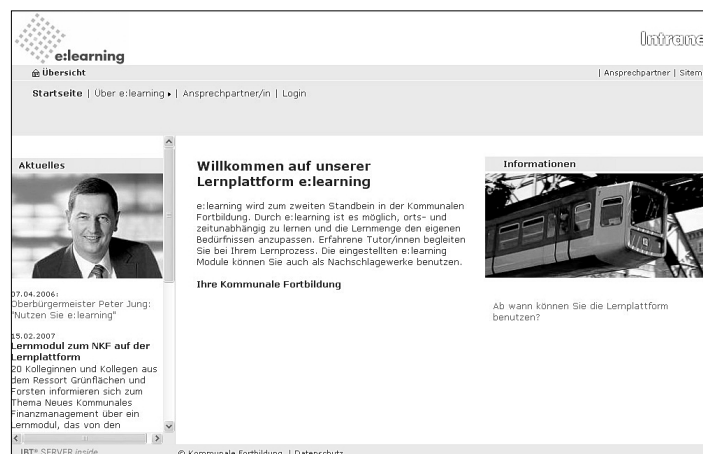 e:learning
Intrane
Übersicht
| Ansprechpartner | Sitem
Startseite | Über e:learning ▸ | Ansprechpartner/in | Login
Aktuelles
07.04.2006:
Oberbürgermeister Peter Jung:
"Nutzen Sie e:learning"
15.02.2007
Lernmodul zum NKF auf der
Lernplattform
20 Kolleginnen und Kollegen aus
dem Ressort Grünflächen und
Forsten informieren sich zum
Thema Neues Kommunales
Finanzmanagement über ein
Lernmodul, das von den
Willkommen auf unserer
Lernplattform e:learning
e:learning wird zum zweiten Standbein in der Kommunalen
Fortbildung. Durch e:learning ist es möglich, orts- und
zeitunabhängig zu lernen und die Lernmenge den eigenen
Bedürfnissen anzupassen. Erfahrene Tutor/innen begleiten
Sie bei Ihrem Lernprozess. Die eingestellten e:learning
Module können Sie auch als Nachschlagewerke benutzen.
Ihre Kommunale Fortbildung
Informationen
Ab wann können Sie die Lernplattform
benutzen?
IBT® SERVER inside
© Kommunale Fortbildung | Datenschutz